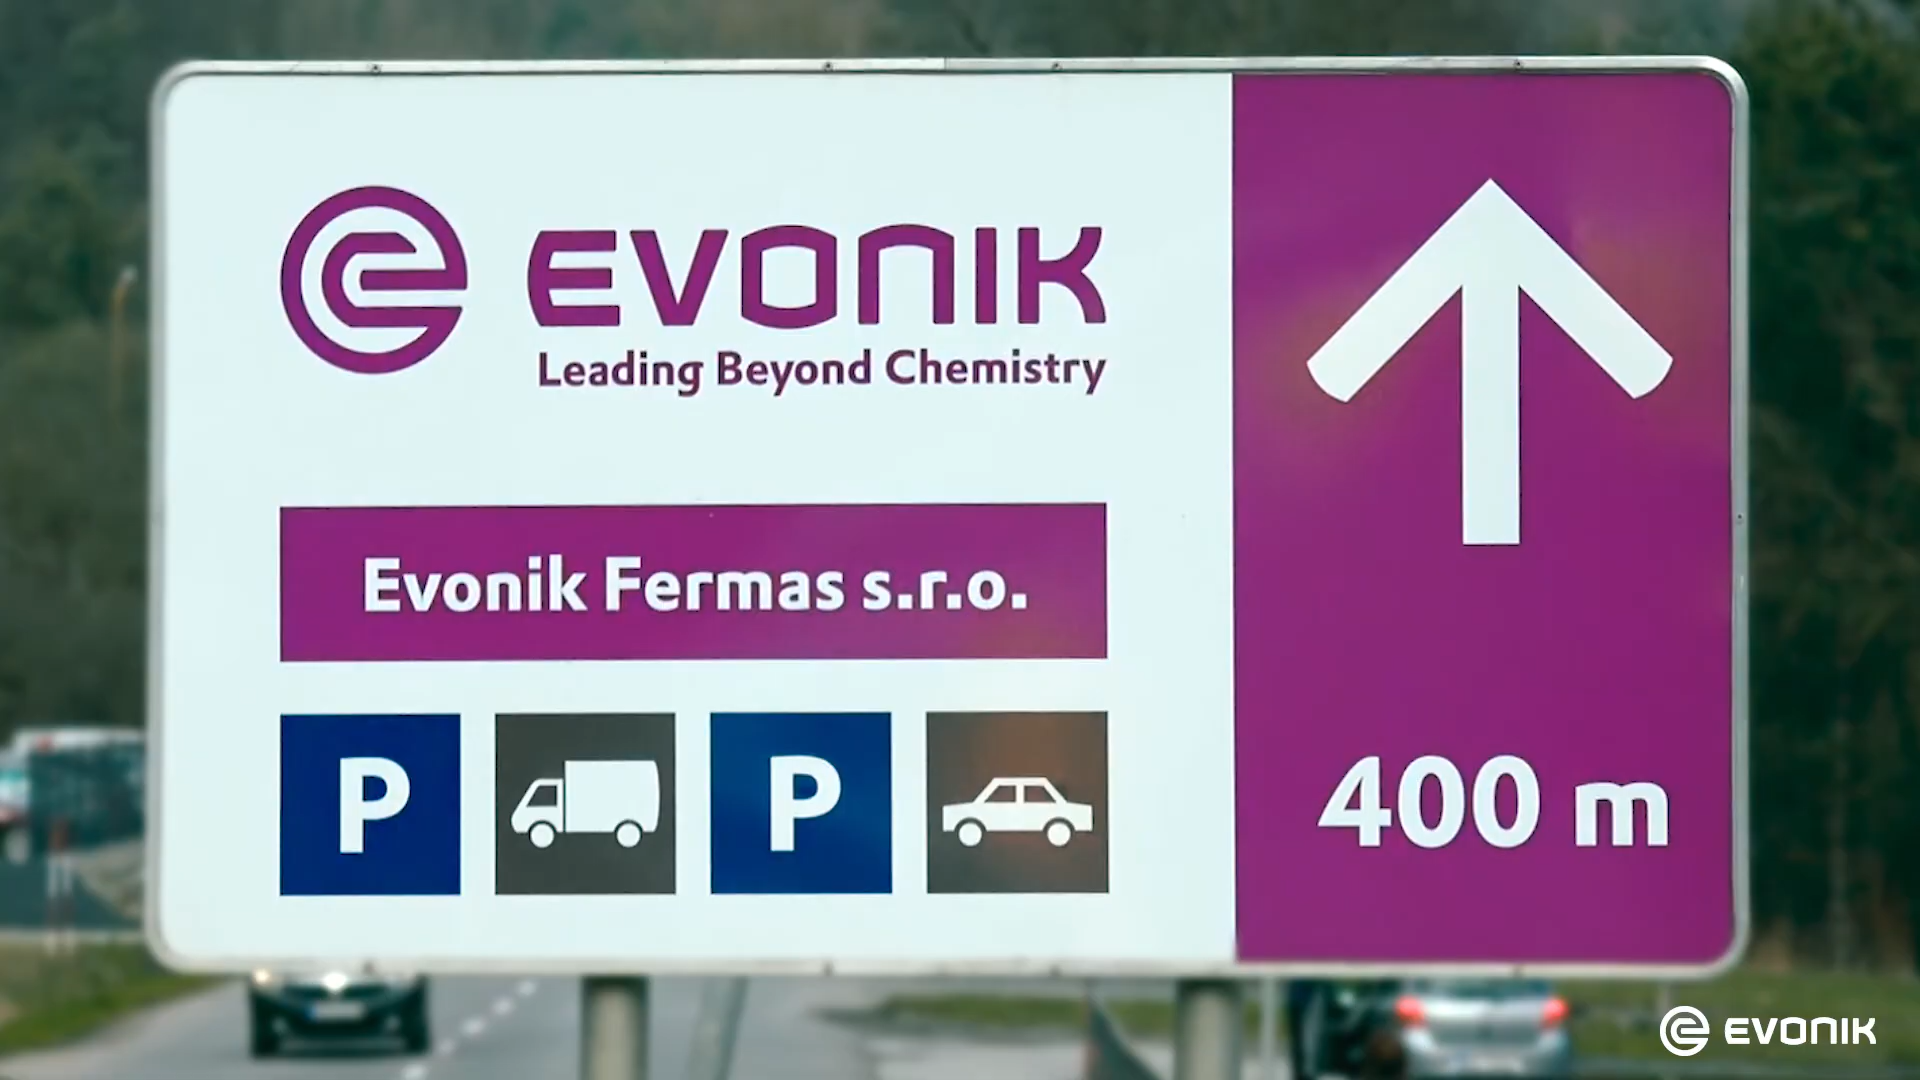 EVONIK
Leading Beyond Chemistry
Evonik Fermas s.r.o.
P P
400 m
EVONIK